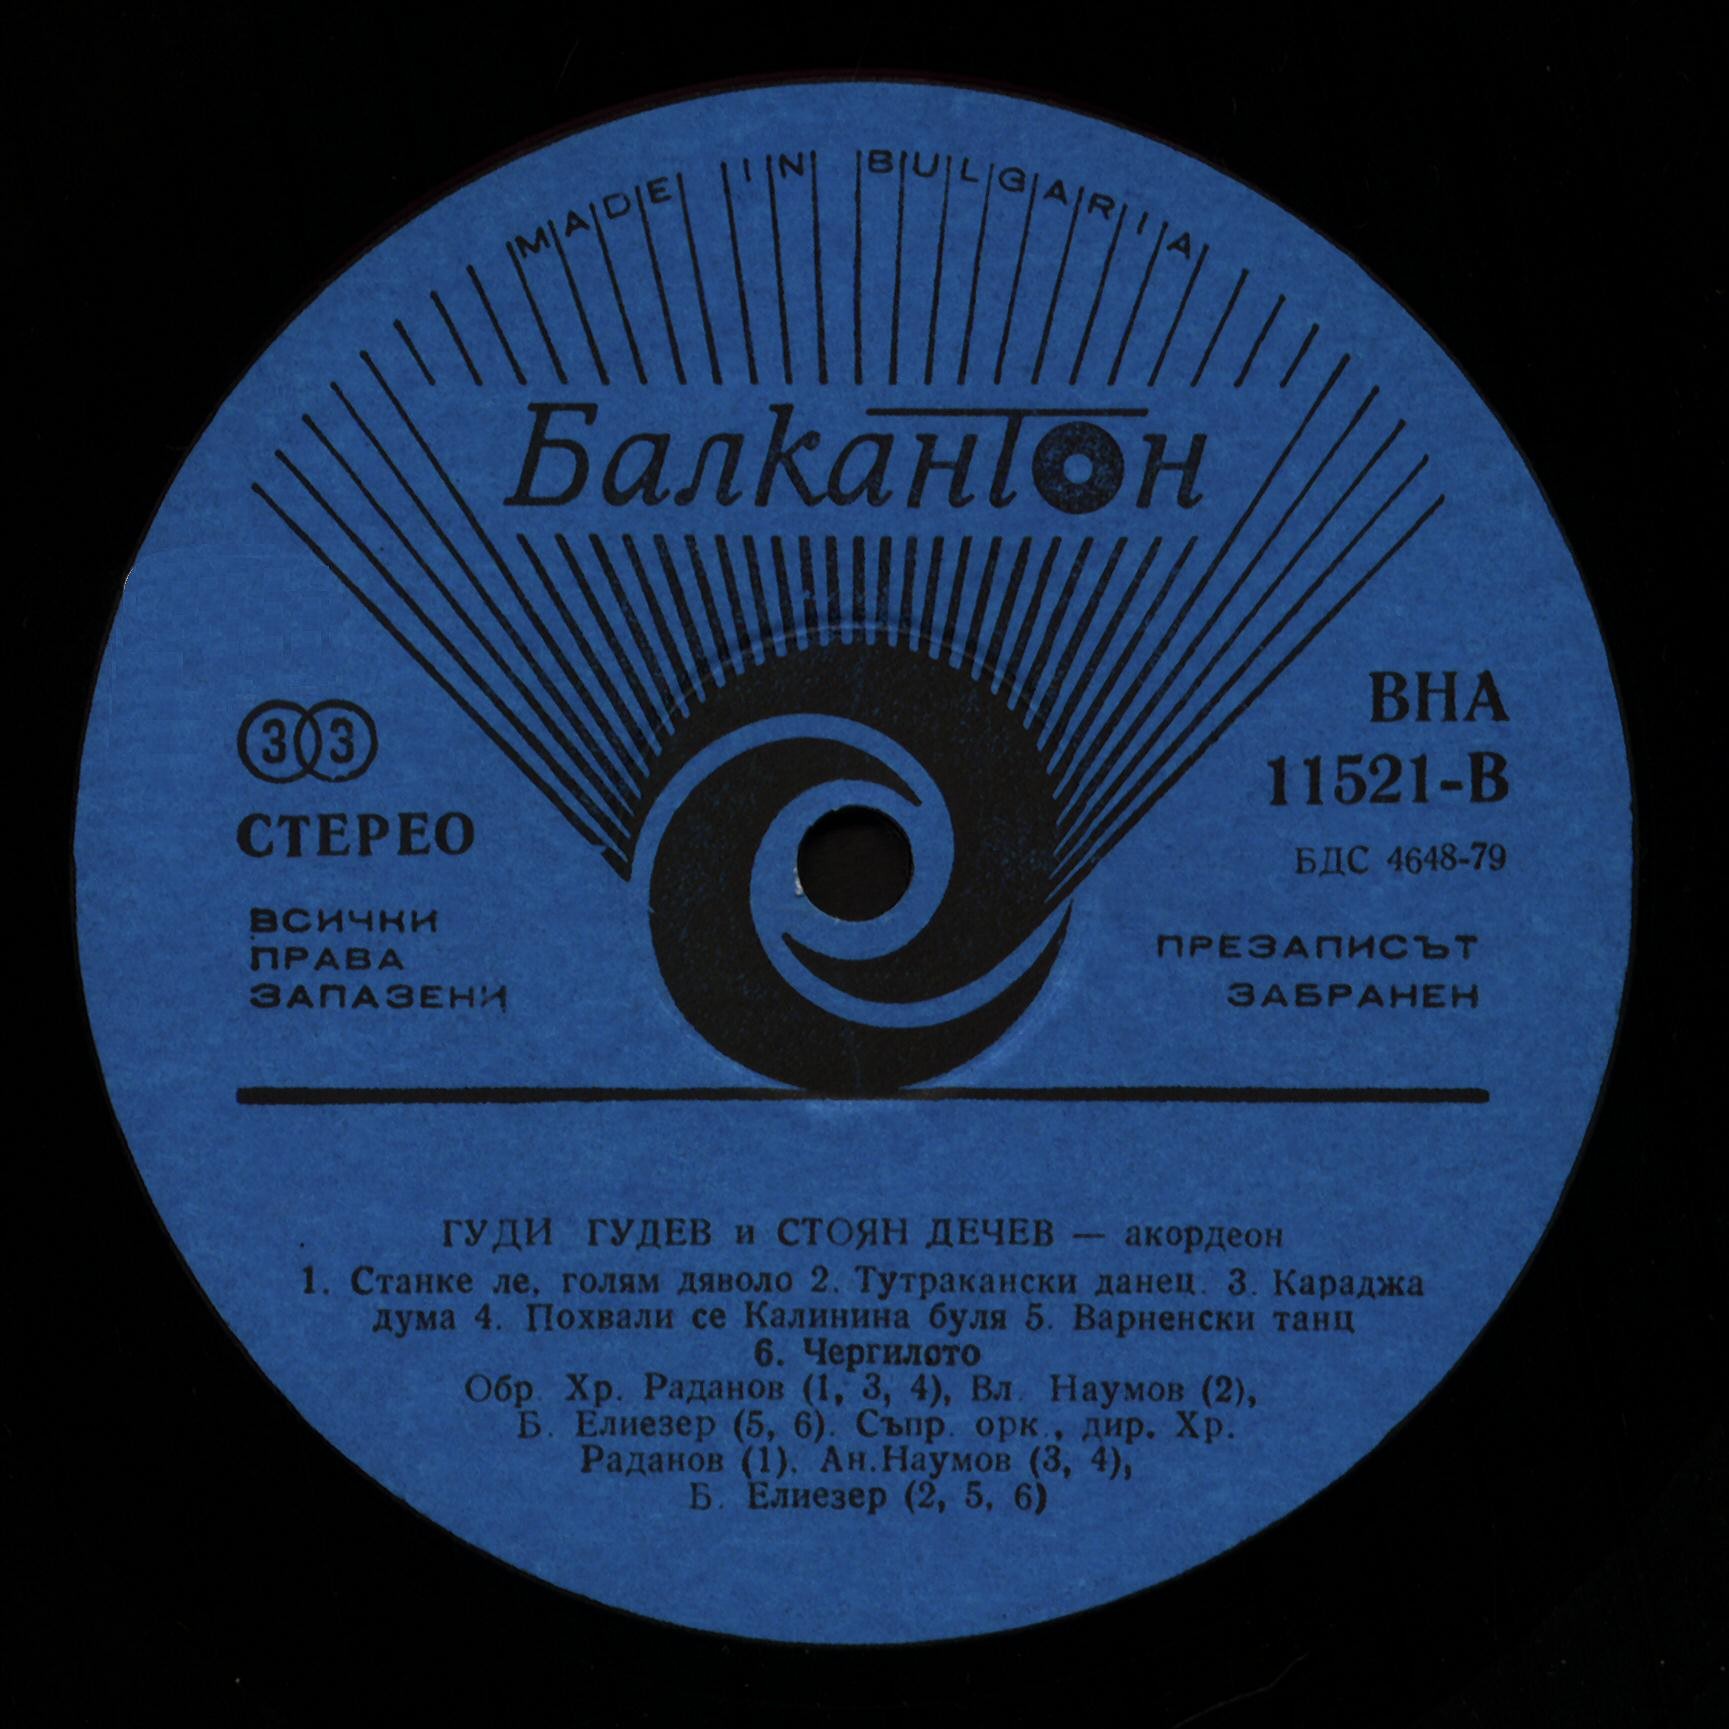 MADE IN BULGARIA
Балкантон
33
СТЕРЕО
ВСИЧКИ
ПРАВА
ЗАПАЗЕНИ
ВНА
11521-В
БДС 4648-79
ПРЕЗАПИСЪТ
ЗАБРАНЕН
ГУДИ ГУДЕВ и СТОЯН ДЕЧЕВ — акордеон
1. Станке ле, голям дяволо 2. Тутракански данец. 3. Караджа
дума 4. Похвали се Калинина буля 5. Варненски танц
6. Чергилото
Обр. Хр. Раданов (1, 3, 4), Вл. Наумов (2),
Б. Елиезер (5, 6). Съпр. орк., дир. Хр.
Раданов (1). Ан.Наумов (3, 4),
Б. Елиезер (2, 5, 6)